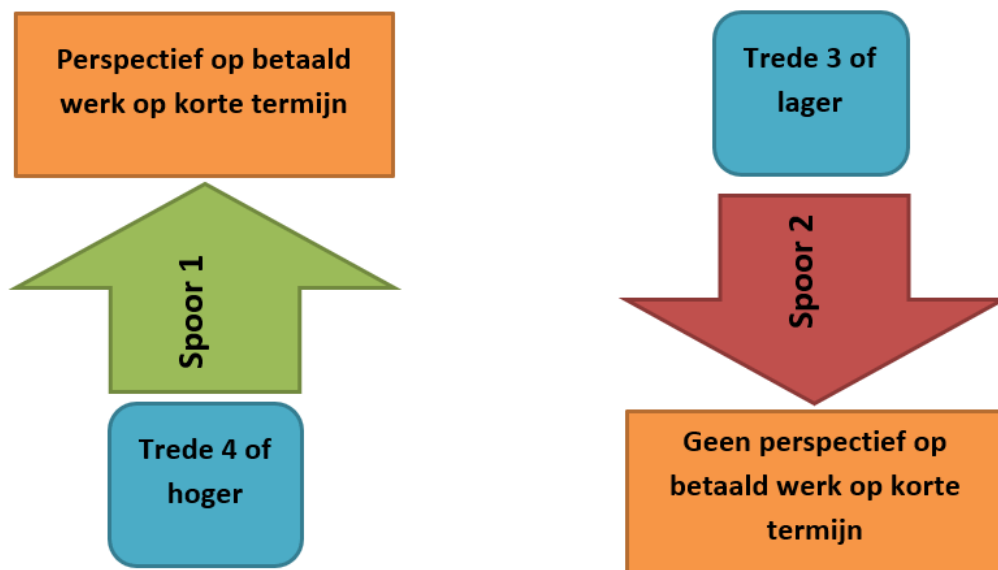 Perspectief op betaald
werk op korte termijn
Spoor 1
Trede 4 of
hoger
Trede 3 of
lager
Spoor 2
Geen perspectief op
betaald werk op korte
termijn